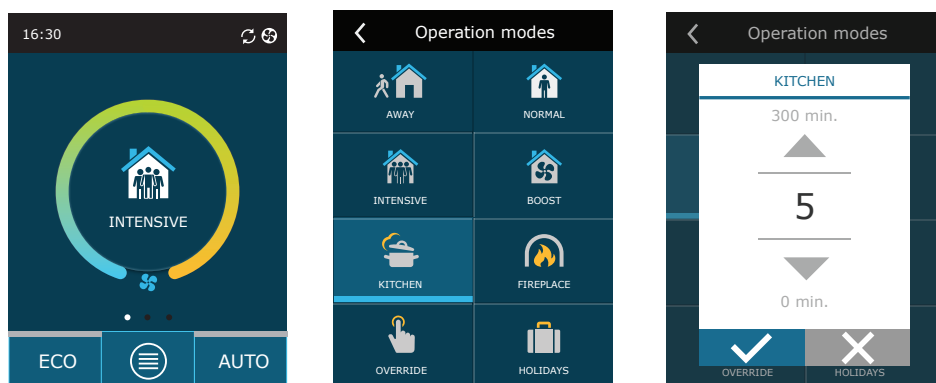 16:30
INTENSIVE
ECO
AUTO
Operation modes
AWAY
NORMAL
INTENSIVE
BOOST
KITCHEN
FIREPLACE
OVERRIDE
HOLIDAYS
Operation modes
KITCHEN
300 min.
5
0 min.
OVERRIDE
HOLIDAYS